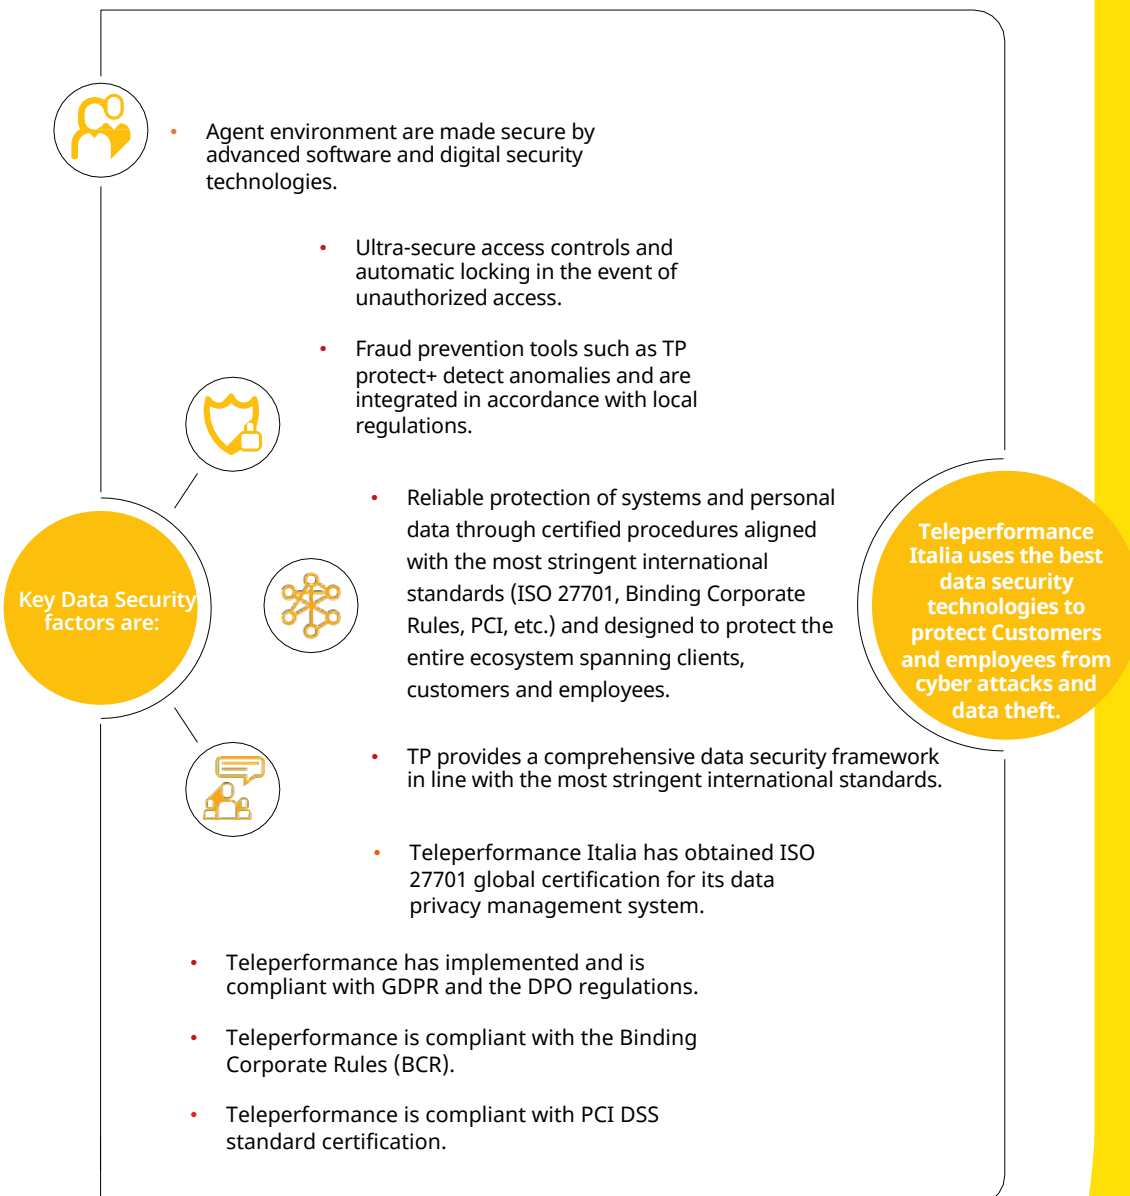 • Agent environment are made secure by
advanced software and digital security
technologies.
• Ultra-secure access controls and
automatic locking in the event of
unauthorized access.
• Fraud prevention tools such as TP
protect+ detect anomalies and are
integrated in accordance with local
regulations.
Key Data Security
factors are:
• Reliable protection of systems and personal
data through certified procedures aligned
with the most stringent international
standards (ISO 27701, Binding Corporate
Rules, PCI, etc.) and designed to protect the
entire ecosystem spanning clients,
customers and employees.
Teleperformance
Italia uses the best
data security
technologies to
protect Customers
and employees from
cyber attacks and
data theft.
• TP provides a comprehensive data security framework
in line with the most stringent international standards.
• Teleperformance Italia has obtained ISO
27701 global certification for its data
privacy management system.
• Teleperformance has implemented and is
compliant with GDPR and the DPO regulations.
• Teleperformance is compliant with the Binding
Corporate Rules (BCR).
• Teleperformance is compliant with PCI DSS
standard certification.